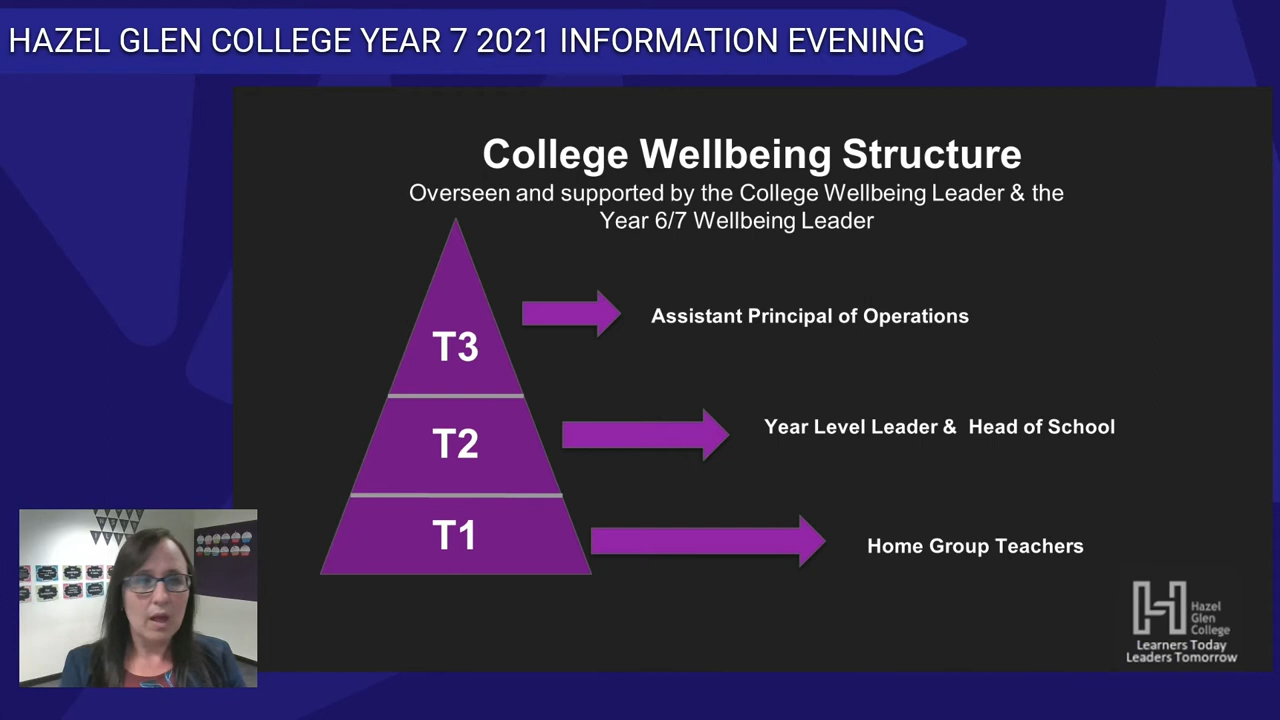 HAZEL GLEN COLLEGE YEAR 7 2021 INFORMATION EVENING
College Wellbeing Structure
Overseen and supported by the College Wellbeing Leader & the
Year 6/7 Wellbeing Leader
T3
Assistant Principal of Operations
T2
Year Level Leader & Head of School
T1
Home Group Teachers
Hazel
Glen
College
Learners Today
Leaders Tomorrow